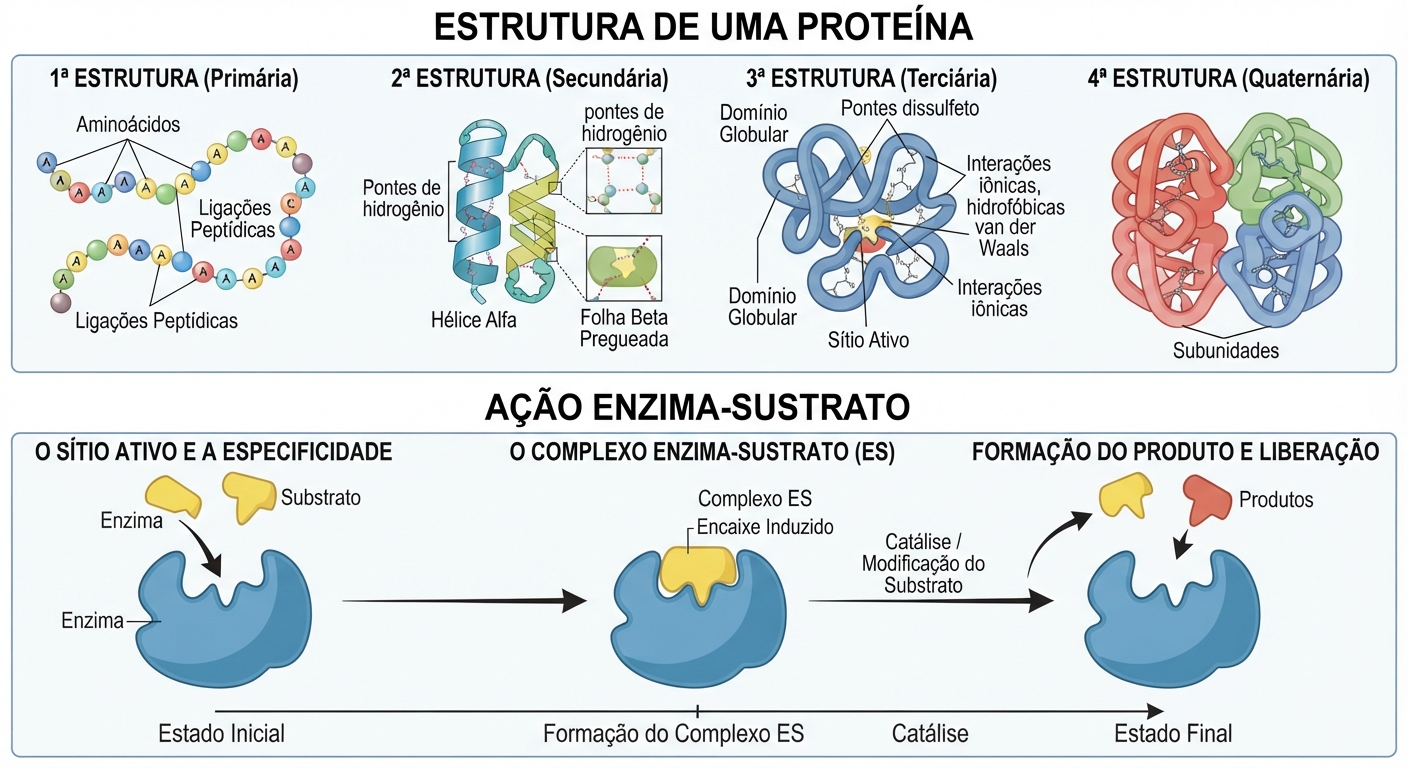 ESTRUTURA DE UMA PROTEÍNA
1ª ESTRUTURA (Primária)
Aminoácidos
A
A
A
A
A
A
A
A
A
A
A
A
A
C
A
A
A
A
A
A
A
A
A
A
Ligações
Peptídicas
Ligações Peptídicas
2ª ESTRUTURA (Secundária)
pontes de
hidrogênio
Pontes de
hidrogênio
Hélice Alfa
Folha Beta
Pregueada
3ª ESTRUTURA (Terciária)
Domínio
Globular
Pontes dissulfeto
Interações
iônicas,
hidrofóbicas
van der
Waals
Interações
iônicas
Domínio
Globular
Sítio Ativo
4ª ESTRUTURA (Quaternária)
Subunidades
AÇÃO ENZIMA-SUSTRATO
O SÍTIO ATIVO E A ESPECIFICIDADE
Substrato
Enzima
Enzima
O COMPLEXO ENZIMA-SUSTRATO (ES)
Complexo ES
Encaixe Induzido
Catálise /
Modificação do
Substrato
FORMAÇÃO DO PRODUTO E LIBERAÇÃO
Produtos
Estado Inicial
Formação do Complexo ES
Catálise
Estado Final